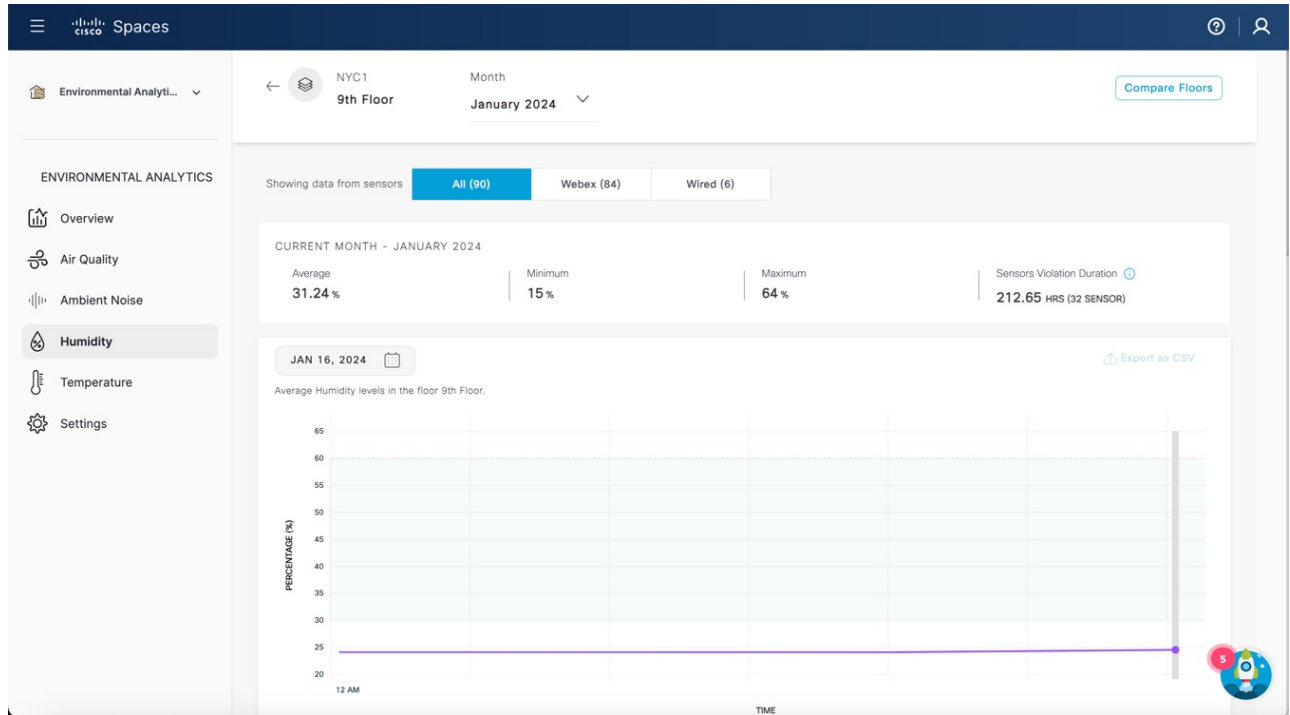 cisco Spaces
Environmental Analyti...
NYC1
9th Floor
Month
January 2024
Compare Floors
ENVIRONMENTAL ANALYTICS
Overview
Air Quality
Ambient Noise
Humidity
Temperature
Settings
Showing data from sensors
All (90)
Webex (84)
Wired (6)
CURRENT MONTH - JANUARY 2024
Average
31.24 %
Minimum
15 %
Maximum
64 %
Sensors Violation Duration
212.65 HRS (32 SENSOR)
JAN 16, 2024
Export as CSV
Average Humidity levels in the floor 9th Floor.
PERCENTAGE (%)
65
60
55
50
45
40
35
30
25
20
12 AM
TIME
5